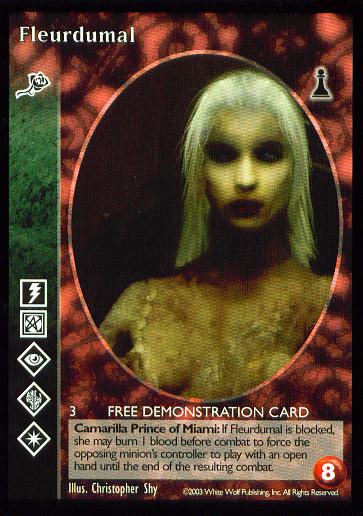 Fleurdumal
3 FREE DEMONSTRATION CARD
Camarilla Prince of Miami: If Fleurdumal is blocked,
she may burn 1 blood before combat to force the
opposing minion's controller to play with an open
hand until the end of the resulting combat.
8
Illus. Christopher Shy
©2003 White Wolf Publishing, Inc. All Rights Reserved.